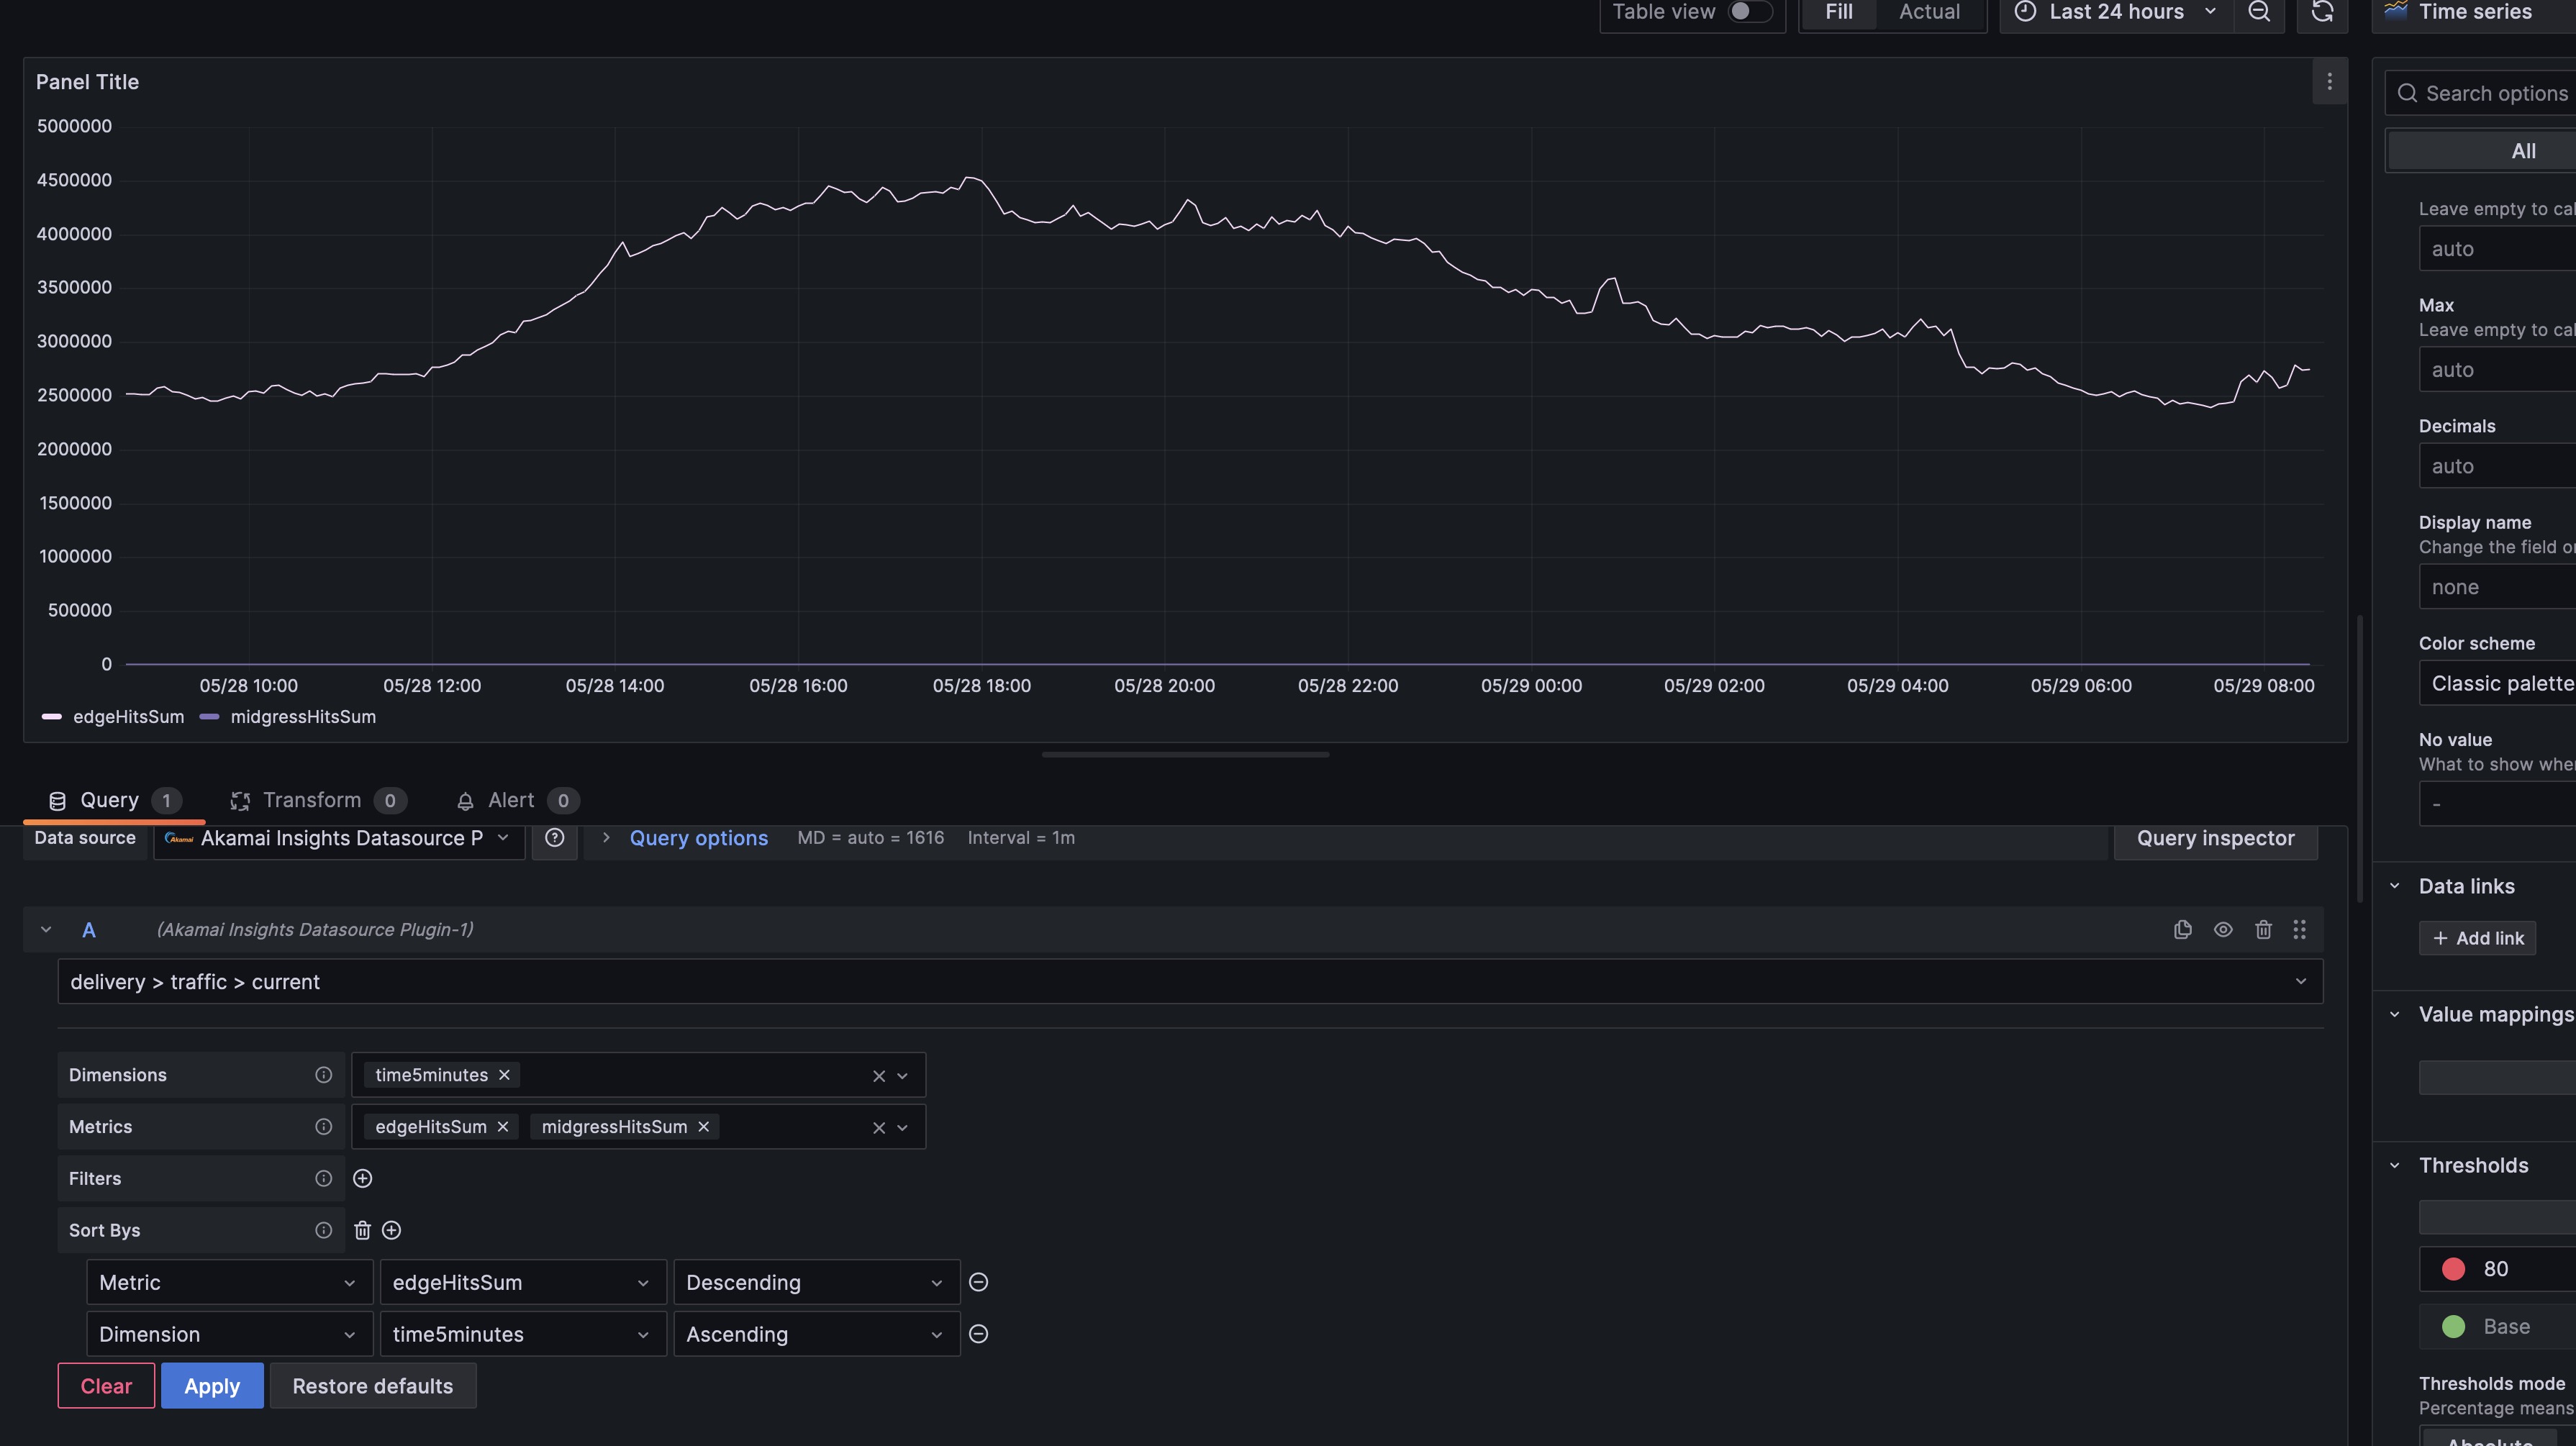 Table view Fill Actual Last 24 hours Time series
Panel Title
5000000
4500000
4000000
3500000
3000000
2500000
2000000
1500000
1000000
500000
0
05/28 10:00 05/28 12:00 05/28 14:00 05/28 16:00 05/28 18:00 05/28 20:00 05/28 22:00 05/29 00:00 05/29 02:00 05/29 04:00 05/29 06:00 05/29 08:00
edgeHitsSum midgressHitsSum
Query 1 Transform 0 Alert 0
Data source Akamai Akamai Insights Datasource P Query options MD = auto = 1616 Interval = 1m Query inspector
A (Akamai Insights Datasource Plugin-1)
delivery > traffic > current
Dimensions time5minutes
Metrics edgeHitsSum midgressHitsSum
Filters
Sort Bys
Metric edgeHitsSum Descending
Dimension time5minutes Ascending
Clear Apply Restore defaults
Search options
All
Leave empty to cal
auto
Max
Leave empty to cal
auto
Decimals
auto
Display name
Change the field or
none
Color scheme
Classic palette
No value
What to show when
-
Data links
+ Add link
Value mappings
Thresholds
80
Base
Thresholds mode
Percentage means
Absolute